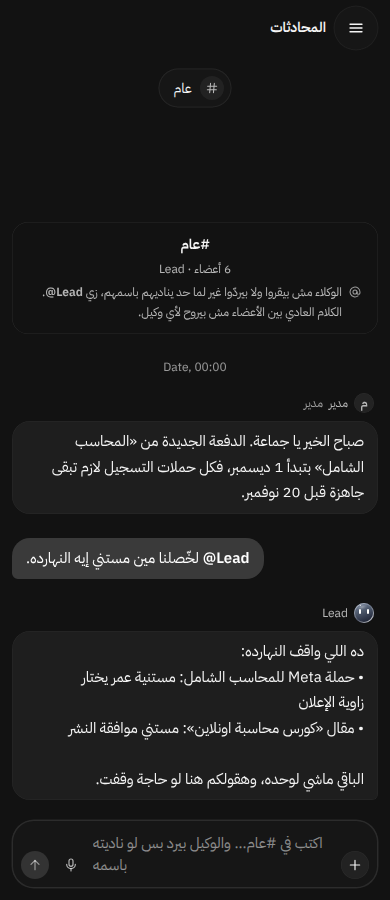 المحادثات
# عام
#عام
6 أعضاء · Lead
الوكلاء مش بيقروا ولا بيردّوا غير لما حد يناديهم باسمهم، زي @Lead.
الكلام العادي بين الأعضاء مش بيروح لأي وكيل.
Date, 00:00
م مدير مدير
صباح الخير يا جماعة. الدفعة الجديدة من «المحاسب
الشامل» بتبدأ 1 ديسمبر، فكل حملات التسجيل لازم تبقى
جاهزة قبل 20 نوفمبر.
@Lead لخّصلنا مين مستني إيه النهارده.
Lead
ده اللي واقف النهارده:
• حملة Meta للمحاسب الشامل: مستنية عمر يختار
زاوية الإعلان
• مقال «كورس محاسبة اونلاين»: مستني موافقة النشر
الباقي ماشي لوحده، وهقولكم هنا لو حاجة وقفت.
اكتب في #عام... والوكيل بيرد بس لو ناديته
باسمه